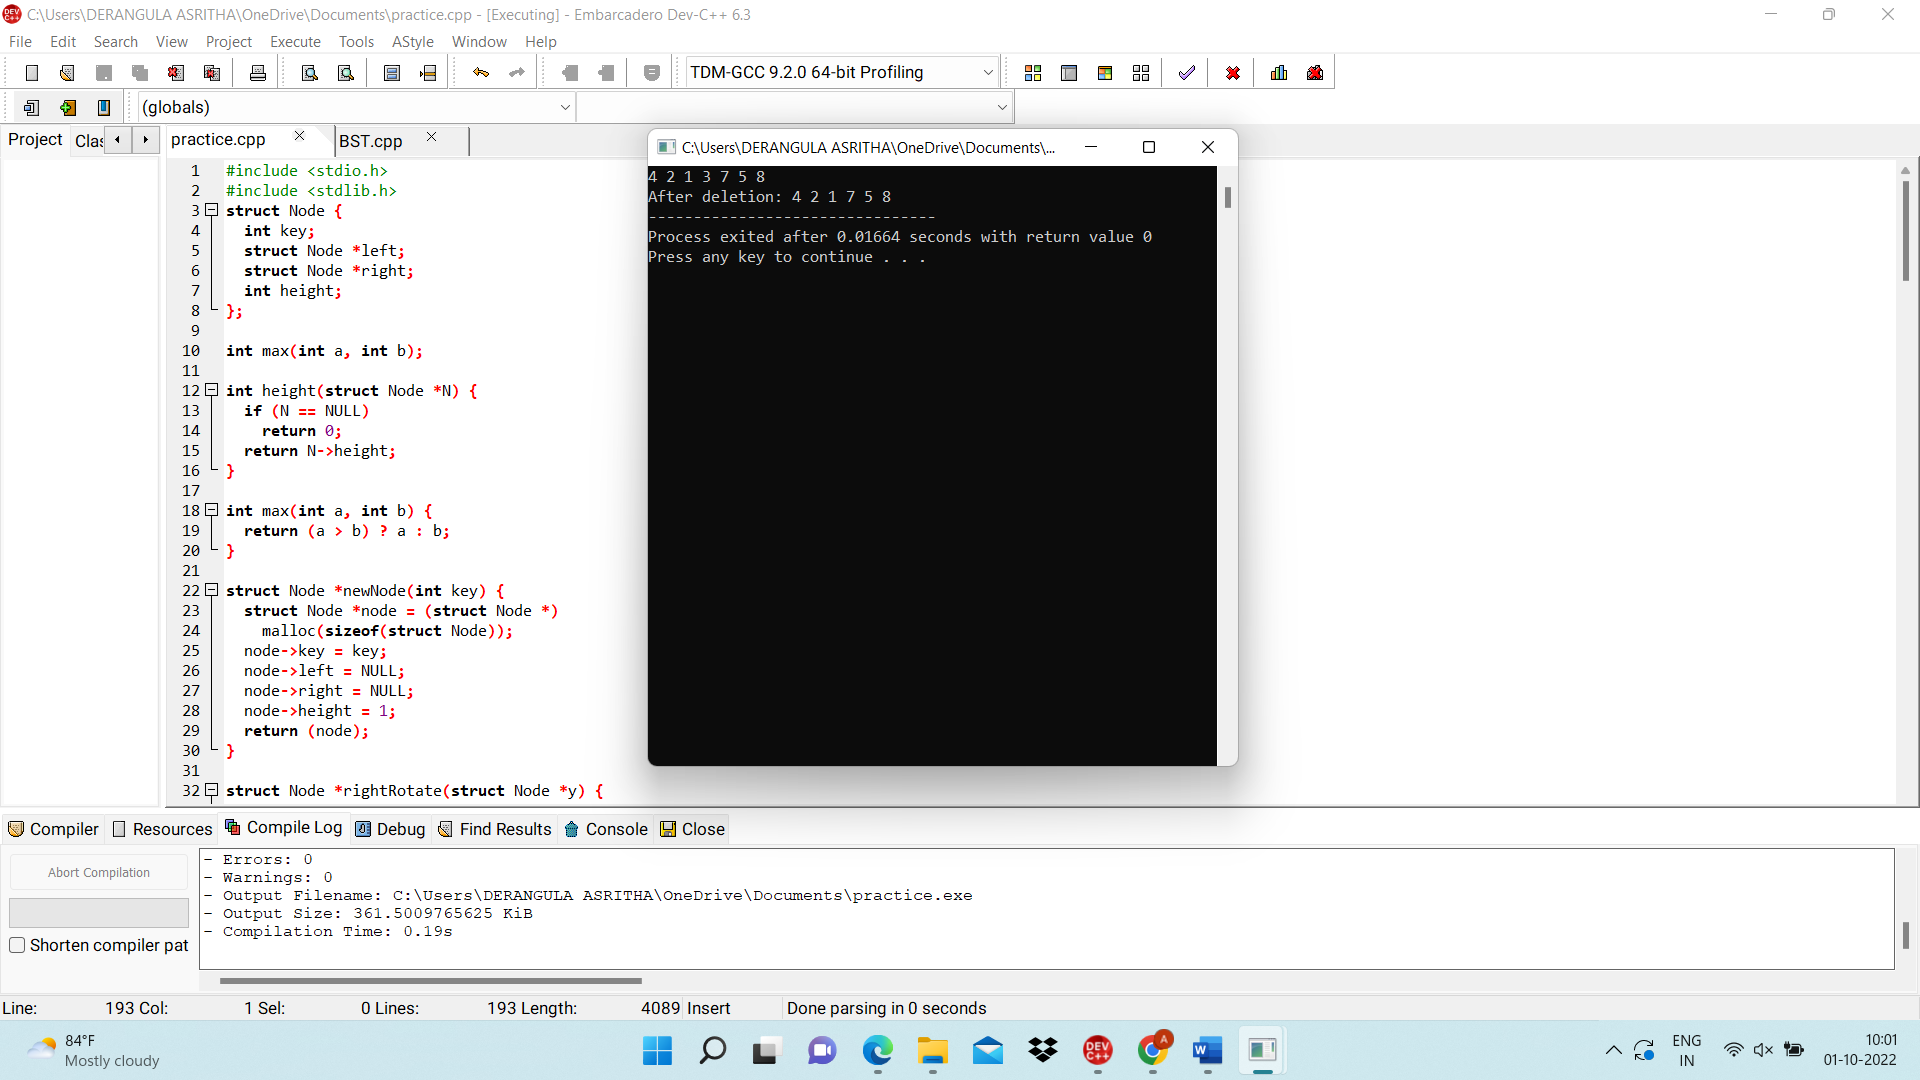 C:\Users\DERANGULA ASRITHA\OneDrive\Documents\practice.cpp - [Executing] - Embarcadero Dev-C++ 6.3
File Edit Search View Project Execute Tools AStyle Window Help
TDM-GCC 9.2.0 64-bit Profiling
(globals)
Project Clas practice.cpp BST.cpp
1 #include <stdio.h>
2 #include <stdlib.h>
3 struct Node {
4 int key;
5 struct Node *left;
6 struct Node *right;
7 int height;
8 };
9
10 int max(int a, int b);
11
12 int height(struct Node *N) {
13 if (N == NULL)
14 return 0;
15 return N->height;
16 }
17
18 int max(int a, int b) {
19 return (a > b) ? a : b;
20 }
21
22 struct Node *newNode(int key) {
23 struct Node *node = (struct Node *)
24 malloc(sizeof(struct Node));
25 node->key = key;
26 node->left = NULL;
27 node->right = NULL;
28 node->height = 1;
29 return (node);
30 }
31
32 struct Node *rightRotate(struct Node *y) {
C:\Users\DERANGULA ASRITHA\OneDrive\Documents\...
4 2 1 3 7 5 8
After deletion: 4 2 1 7 5 8
--------------------------------
Process exited after 0.01664 seconds with return value 0
Press any key to continue . . .
Compiler Resources Compile Log Debug Find Results Console Close
Abort Compilation
Shorten compiler pat
- Errors: 0
- Warnings: 0
- Output Filename: C:\Users\DERANGULA ASRITHA\OneDrive\Documents\practice.exe
- Output Size: 361.5009765625 KiB
- Compilation Time: 0.19s
Line: 193 Col: 1 Sel: 0 Lines: 193 Length: 4089 Insert Done parsing in 0 seconds
84°F
Mostly cloudy
ENG
IN
10:01
01-10-2022